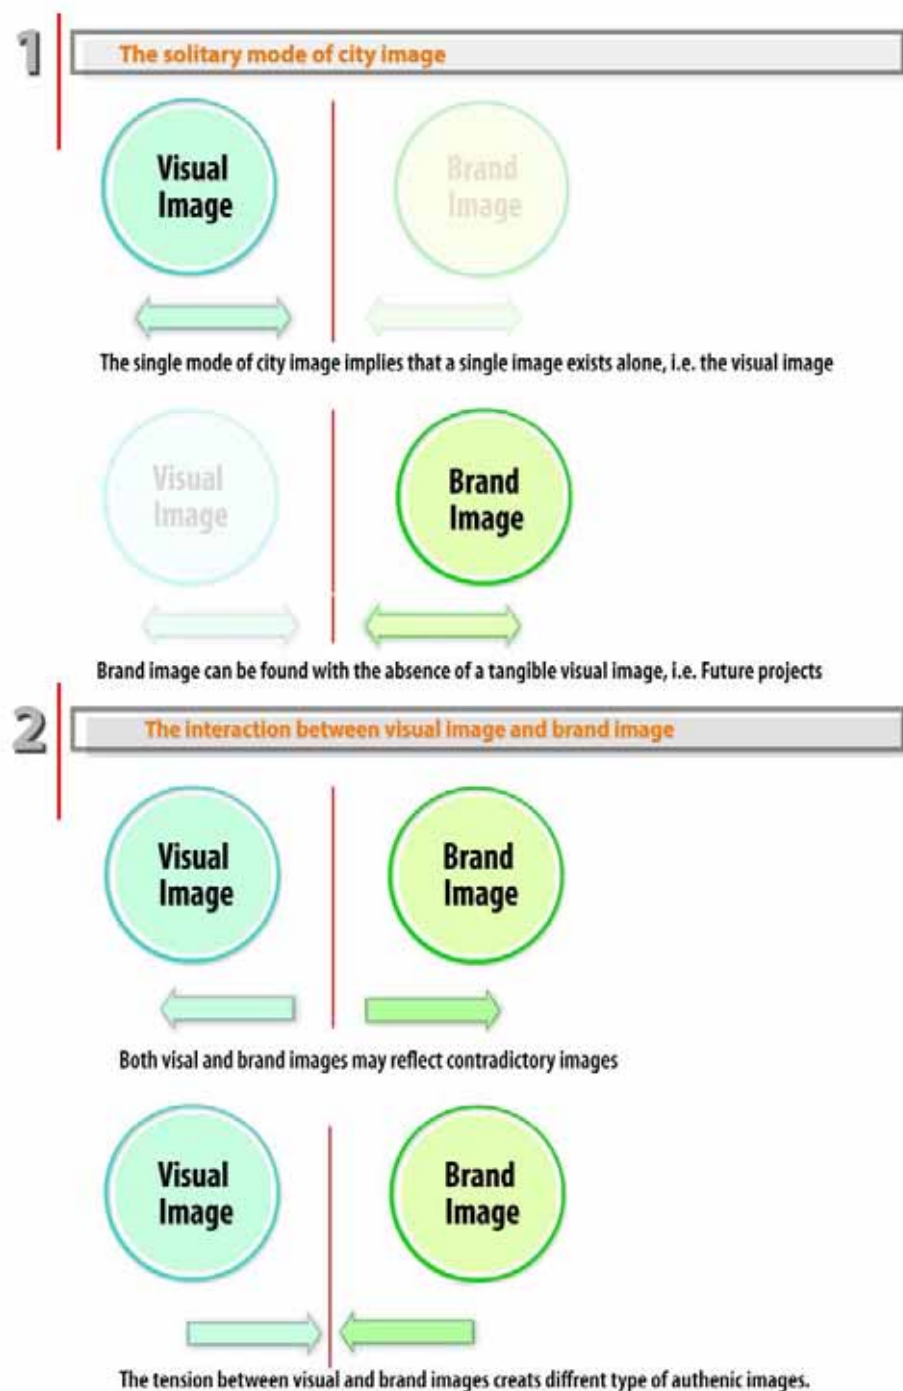 1
The solitary mode of city image
Visual
Image
Brand
Image
The single mode of city image implies that a single image exists alone, i.e. the visual image
Visual
Image
Brand
Image
Brand image can be found with the absence of a tangible visual image, i.e. Future projects
2
The interaction between visual image and brand image
Visual
Image
Brand
Image
Both visal and brand images may reflect contradictory images
Visual
Image
Brand
Image
The tension between visual and brand images creats diffrent type of authenic images.